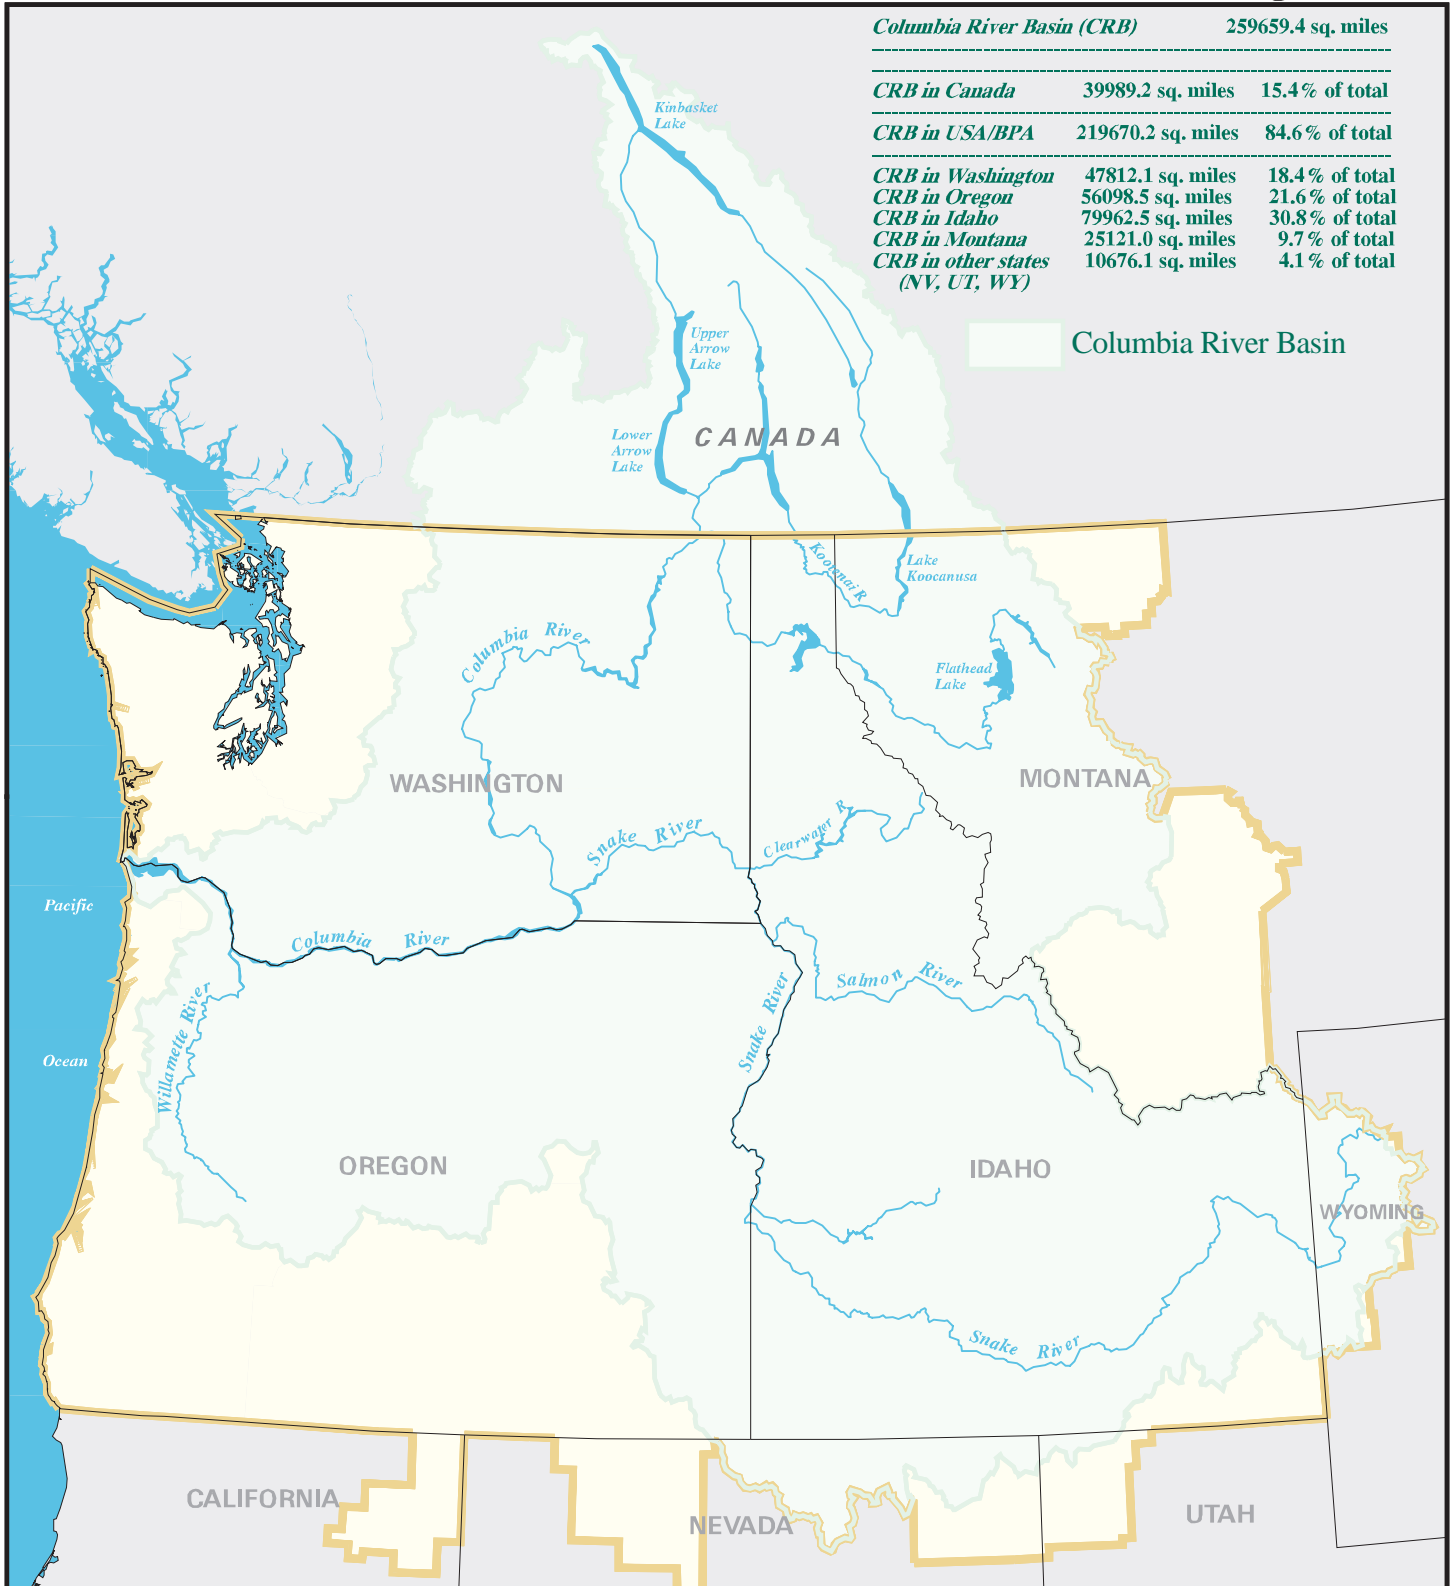 Columbia River Basin (CRB) 259659.4 sq. miles
CRB in Canada 39989.2 sq. miles 15.4% of total
CRB in USA/BPA 219670.2 sq. miles 84.6% of total
CRB in Washington 47812.1 sq. miles 18.4% of total
CRB in Oregon 56098.5 sq. miles 21.6% of total
CRB in Idaho 79962.5 sq. miles 30.8% of total
CRB in Montana 25121.0 sq. miles 9.7% of total
CRB in other states 10676.1 sq. miles 4.1% of total
(NV, UT, WY)
Columbia River Basin
Kinbasket
Lake
Upper
Arrow
Lake
Lower
Arrow
Lake
CANADA
Kootenai R
Lake
Koocanusa
Columbia River
Flathead
Lake
WASHINGTON
MONTANA
Snake River
Clearwater R
Pacific
Columbia River
Salmon River
Willamette River
Snake River
Ocean
OREGON
IDAHO
WYOMING
Snake River
CALIFORNIA
NEVADA
UTAH